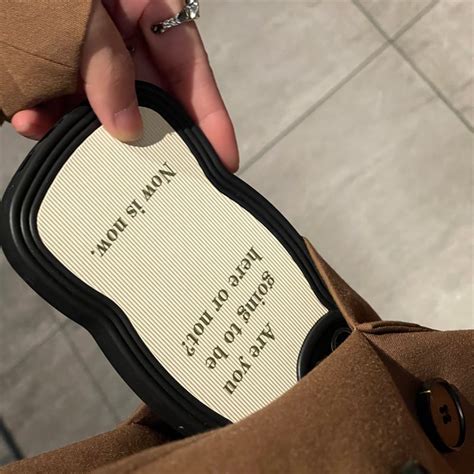 Are you
going to be
here or not?
Now is now.